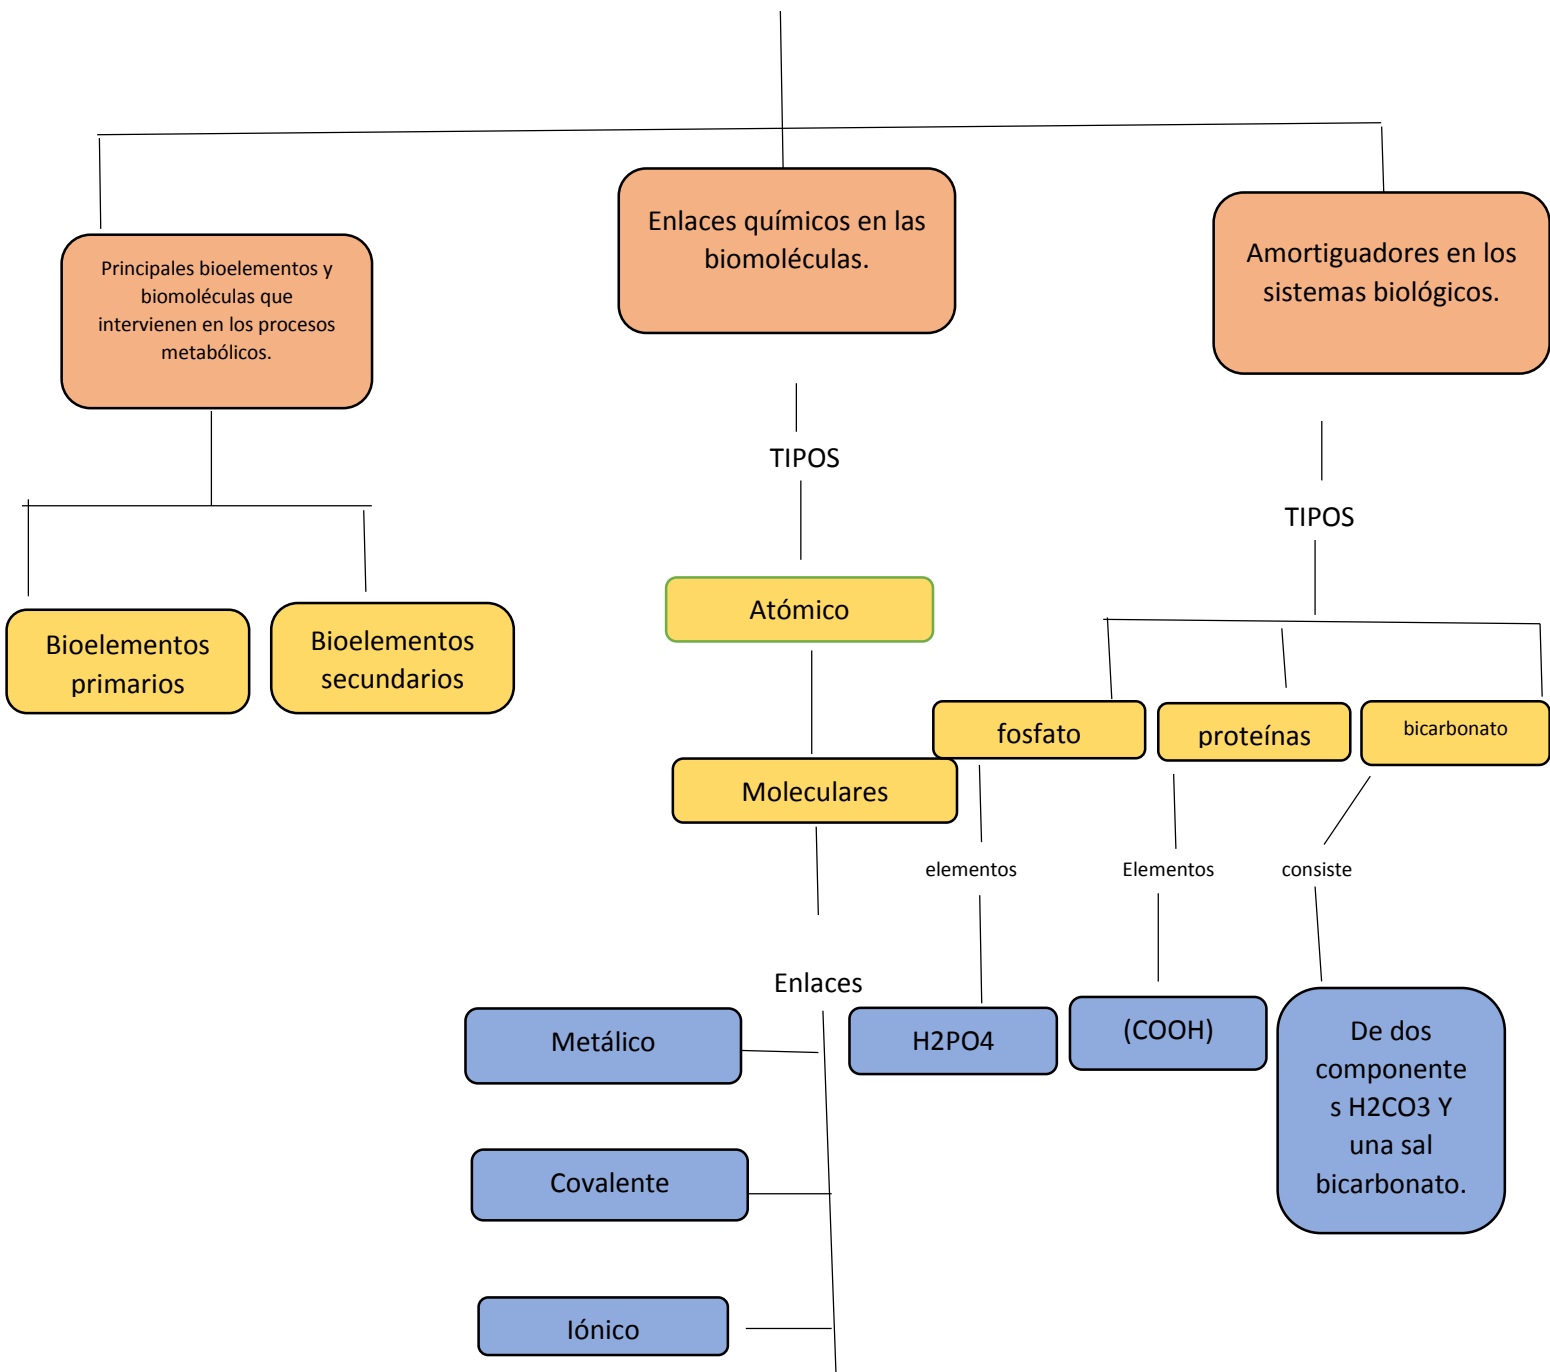 Principales bioelementos y
biomoléculas que
intervienen en los procesos
metabólicos.
Enlaces químicos en las
biomoléculas.
Amortiguadores en los
sistemas biológicos.
TIPOS
TIPOS
Bioelementos
primarios
Bioelementos
secundarios
Atómico
Moleculares
fosfato
proteínas
bicarbonato
elementos
Elementos
consiste
Enlaces
Metálico
Covalente
Iónico
H2PO4
(COOH)
De dos
componente
s H2CO3 Y
una sal
bicarbonato.